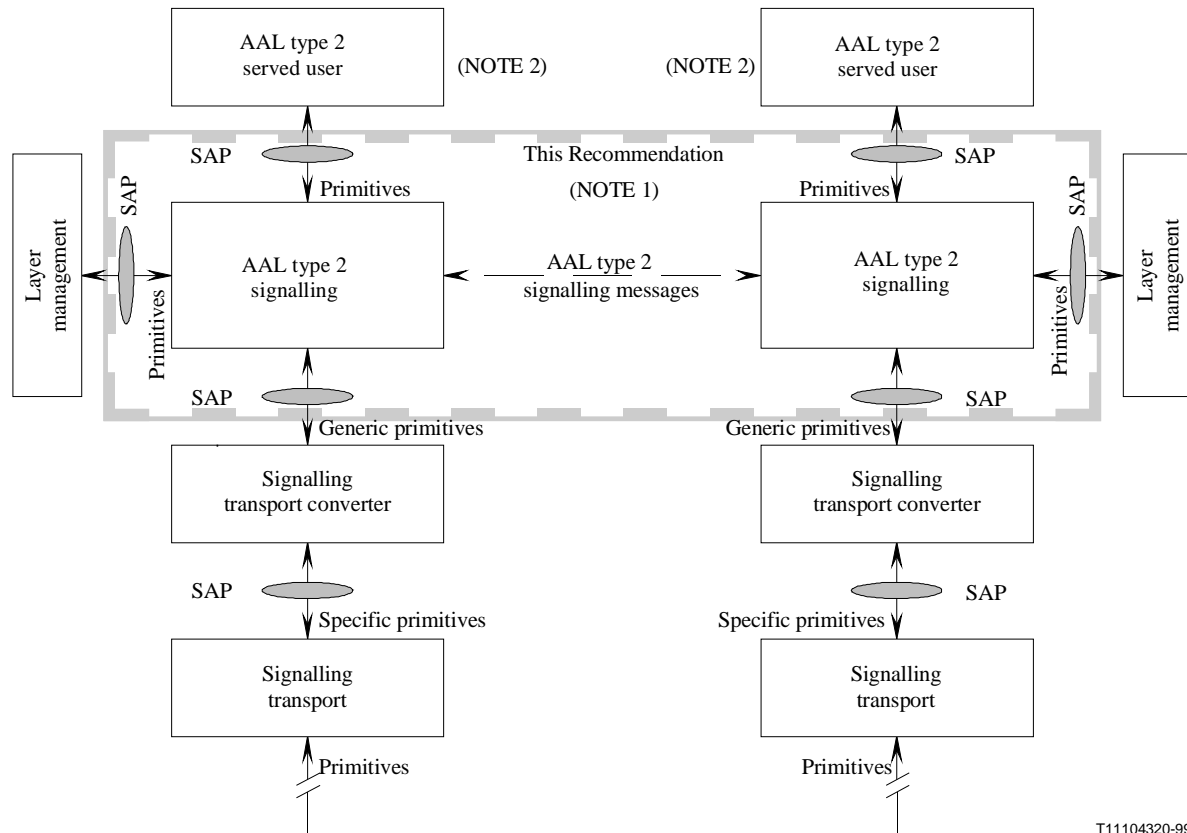 AAL type 2
served user
(NOTE 2)
(NOTE 2)
AAL type 2
served user
SAP
This Recommendation
SAP
Primitives
(NOTE 1)
Primitives
Layer
management
SAP
Primitives
AAL type 2
signalling
AAL type 2
signalling messages
AAL type 2
signalling
SAP
Primitives
Layer
management
SAP
SAP
Generic primitives
Generic primitives
Signalling
transport converter
Signalling
transport converter
SAP
SAP
Specific primitives
Specific primitives
Signalling
transport
Signalling
transport
Primitives
Primitives
T11104320-99